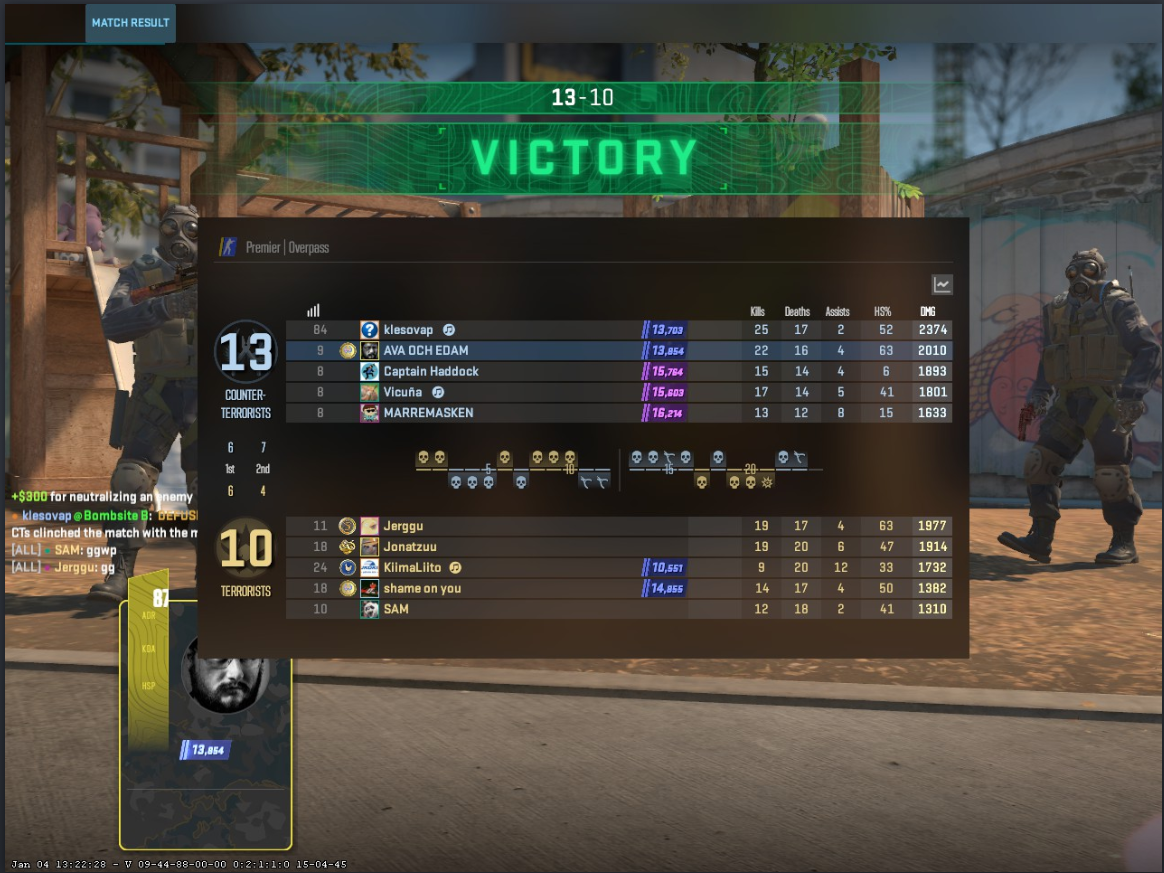 MATCH RESULT
13-10
VICTORY
Premier | Overpass
Kills Deaths Assists HS% DMG
84 klesovap 13,703 25 17 2 52 2374
9 AVA OCH EDAM 13,854 22 16 4 63 2010
8 Captain Haddock 15,764 15 14 4 6 1893
8 Vicuña 15,603 17 14 5 41 1801
8 MARREMASKEN 16,214 13 12 8 15 1633
13
COUNTER-
TERRORISTS
6 7
1st 2nd
6 4
5 10 15 20
11 Jerggu 19 17 4 63 1977
18 Jonatzuu 19 20 6 47 1914
24 KlimaLiito 10,551 9 20 12 33 1732
18 shame on you 14,855 14 17 4 50 1382
10 SAM 12 18 2 41 1310
10
TERRORISTS
+$300 for neutralizing an enemy
klesovap @ Bombsite B: DEFUS
CTs clinched the match with the
[ALL] SAM: ggwp
[ALL] Jerggu: gg
87
ADR
KDA
HSP
13,854
Jan 04 13:22:28 - V 09-44-88-00-00 0:2:1:1:0 15-04-45